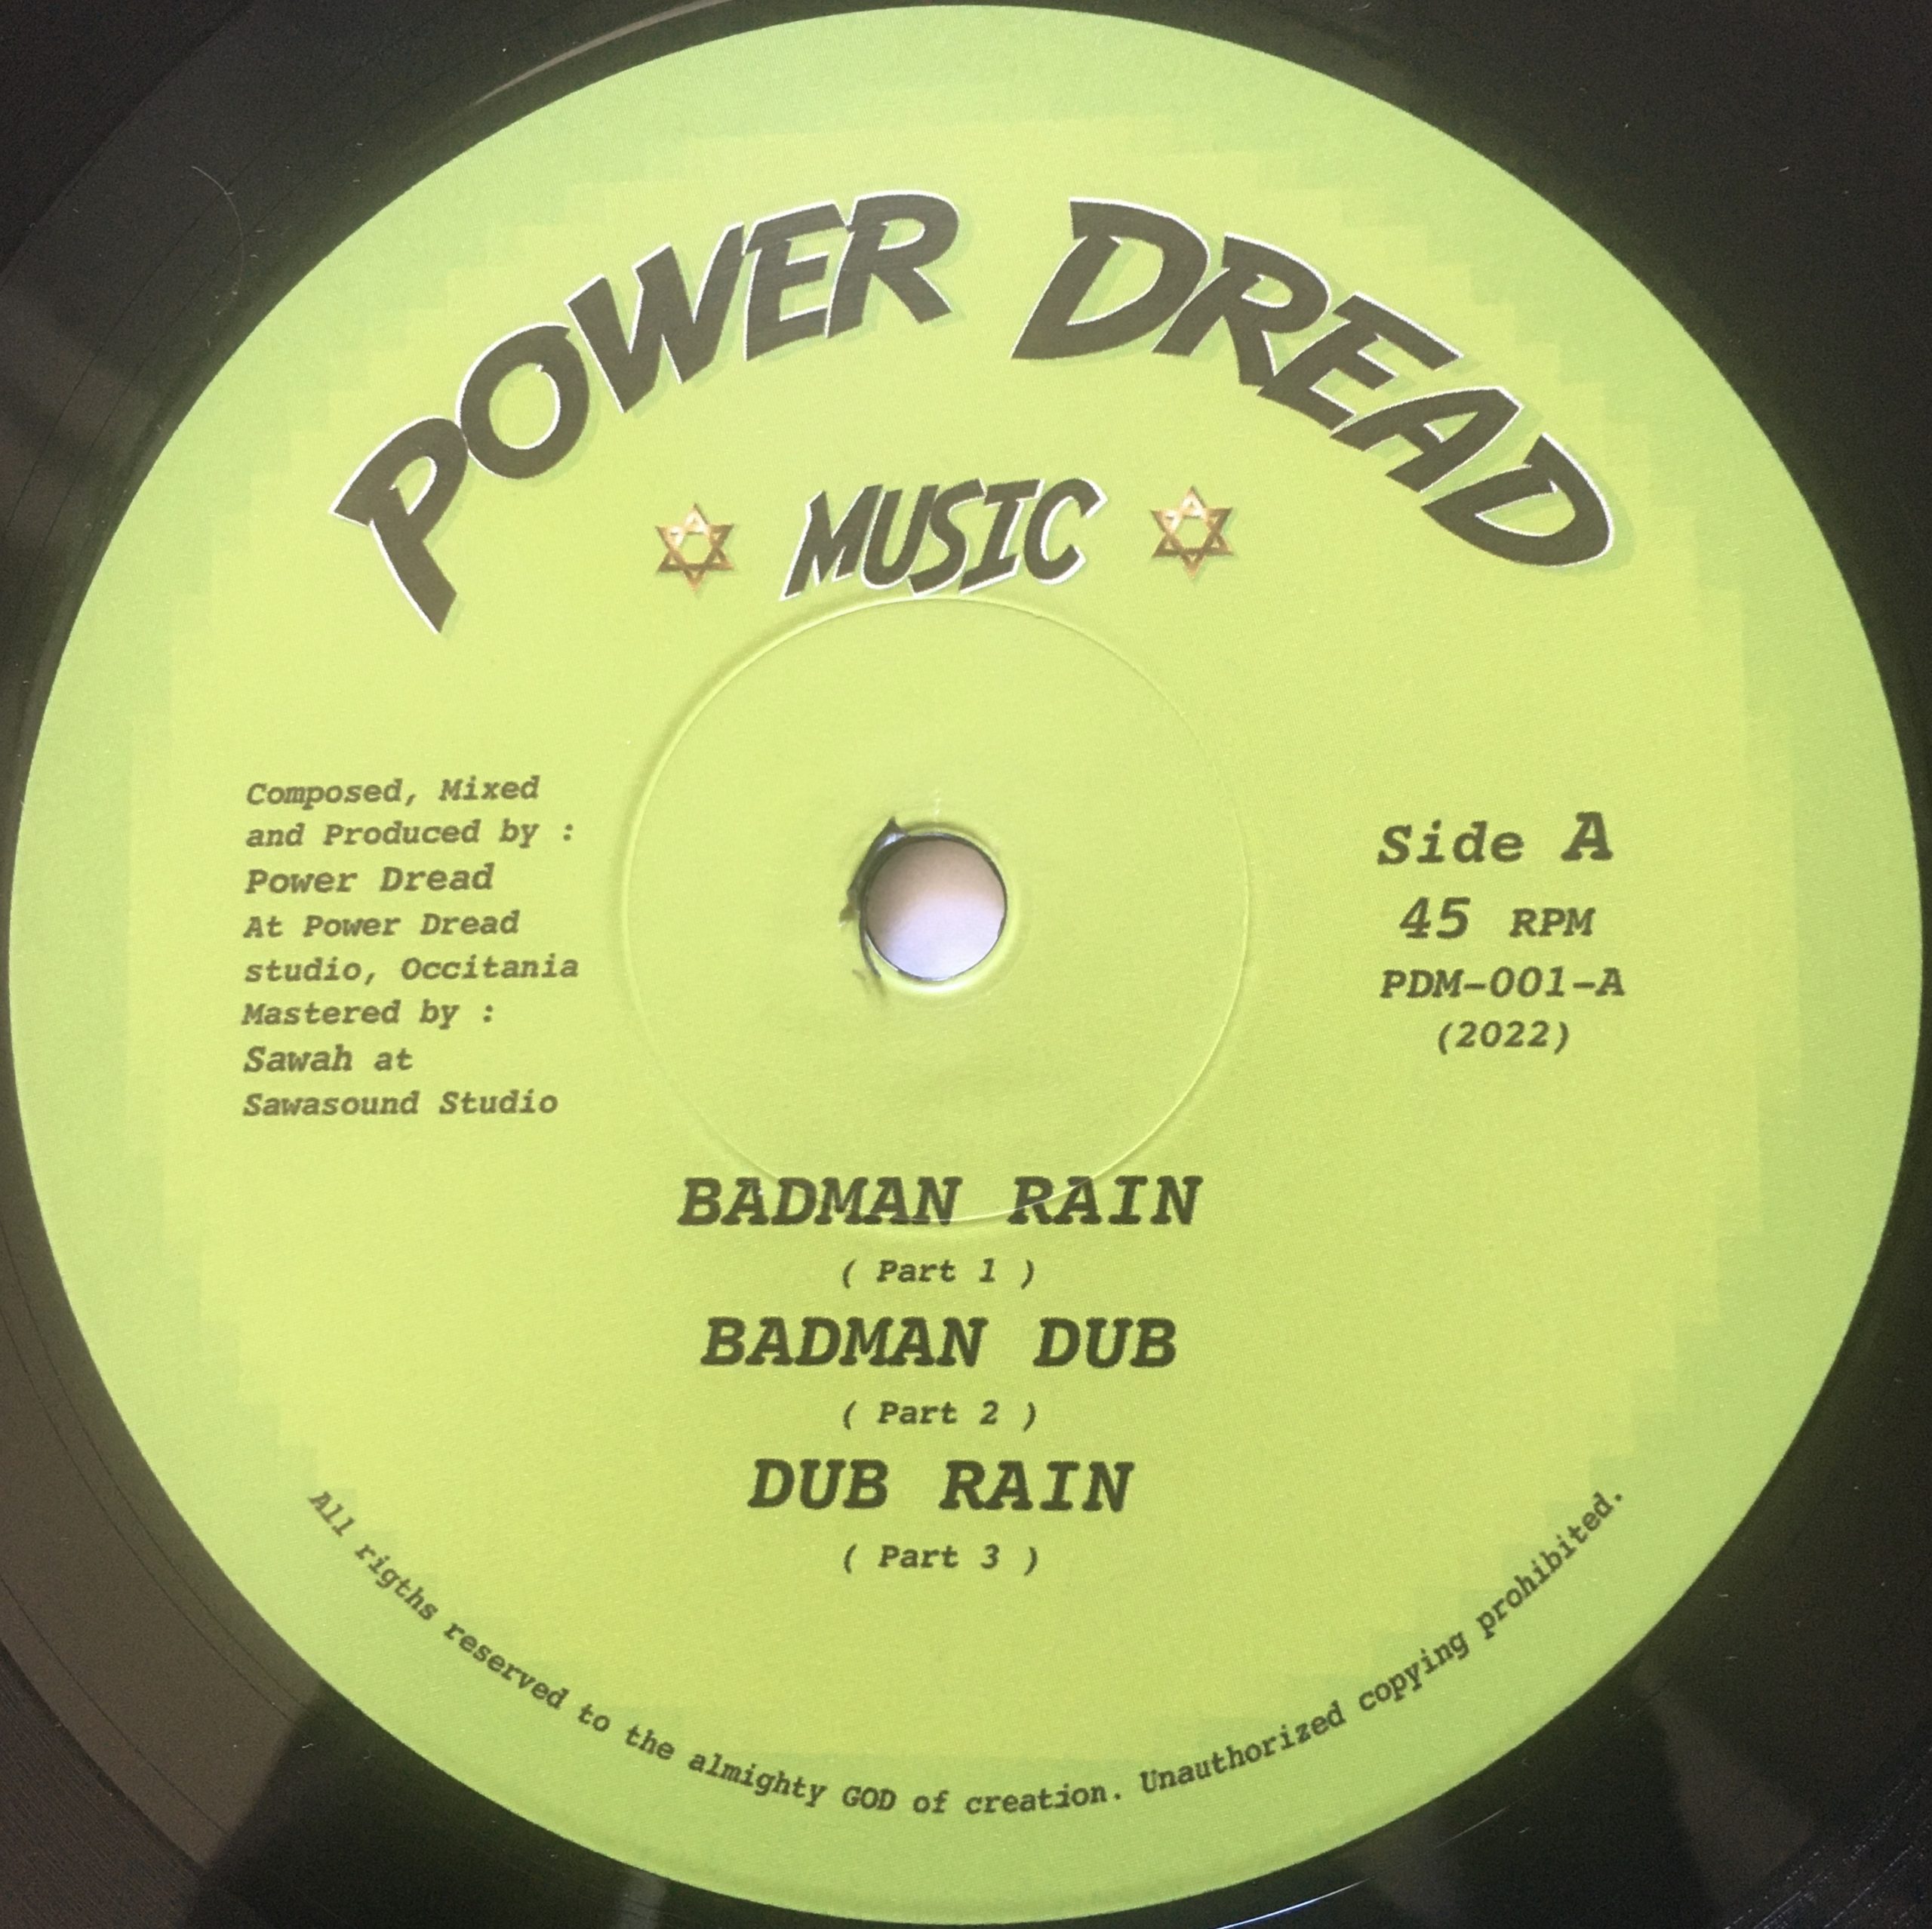 POWER DREAD
MUSIC
Composed, Mixed
and Produced by :
Power Dread
At Power Dread
studio, Occitania
Mastered by :
Sawah at
Sawasound Studio
Side A
45 RPM
PDM-001-A
(2022)
BADMAN RAIN
( Part 1 )
BADMAN DUB
( Part 2 )
DUB RAIN
( Part 3 )
All rigths reserved to the almighty GOD of creation. Unauthorized copying prohibited.